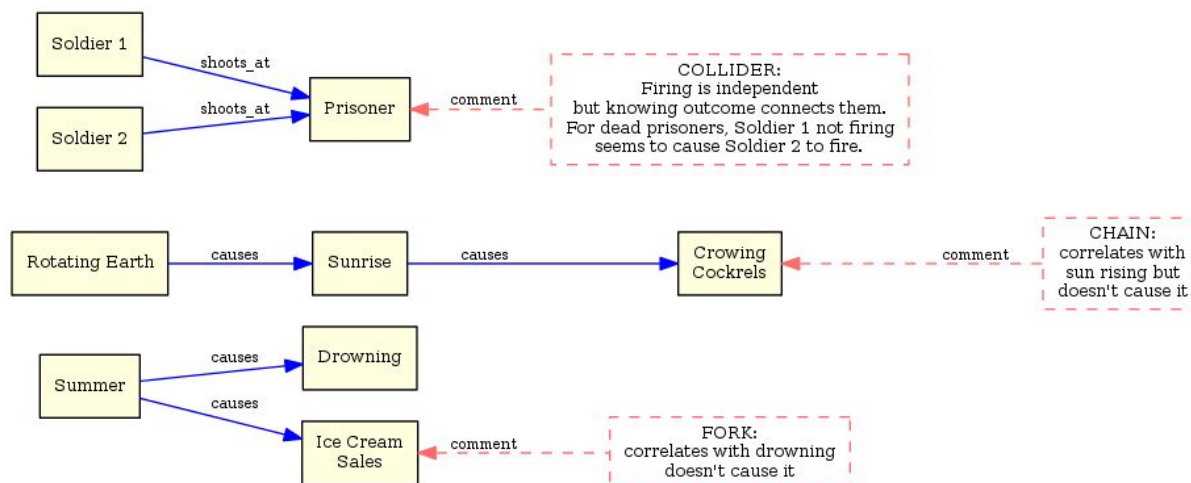 Soldier 1
shoots_at
Soldier 2
shoots_at
Prisoner
comment
COLLIDER:
Firing is independent
but knowing outcome connects them.
For dead prisoners, Soldier 1 not firing
seems to cause Soldier 2 to fire.
Rotating Earth
causes
Sunrise
causes
Crowing
Cockrels
comment
CHAIN:
correlates with
sun rising but
doesn't cause it
Summer
causes
Drowning
causes
Ice Cream
Sales
comment
FORK:
correlates with drowning
doesn't cause it